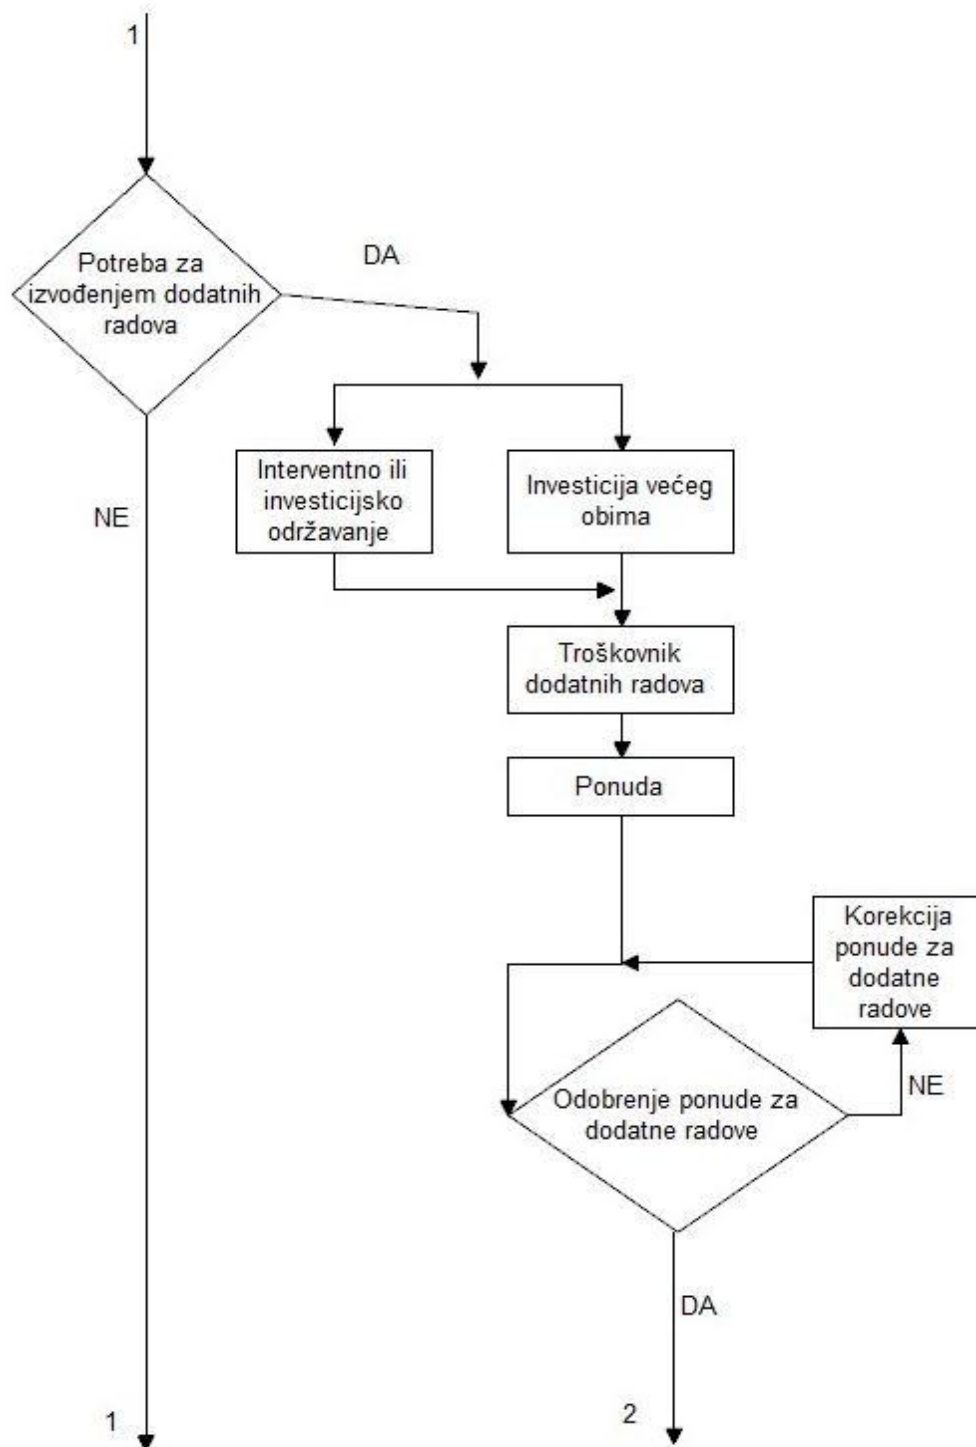 1
Potreba za
izvođenjem dodatnih
radova
DA
NE
Interventno ili
investicijsko
održavanje
Investicija većeg
obima
Troškovnik
dodatnih radova
Ponuda
Korekcija
ponude za
dodatne
radove
NE
Odobrenje ponude za
dodatne radove
DA
1
2